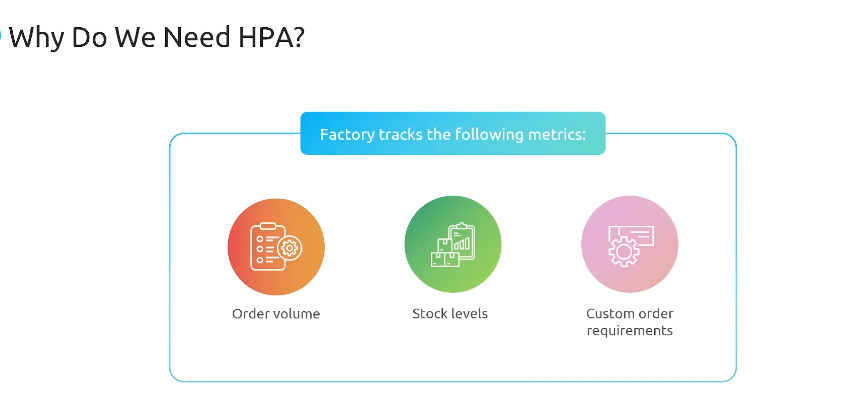 Why Do We Need HPA?
Factory tracks the following metrics:
Order volume
Stock levels
Custom order
requirements